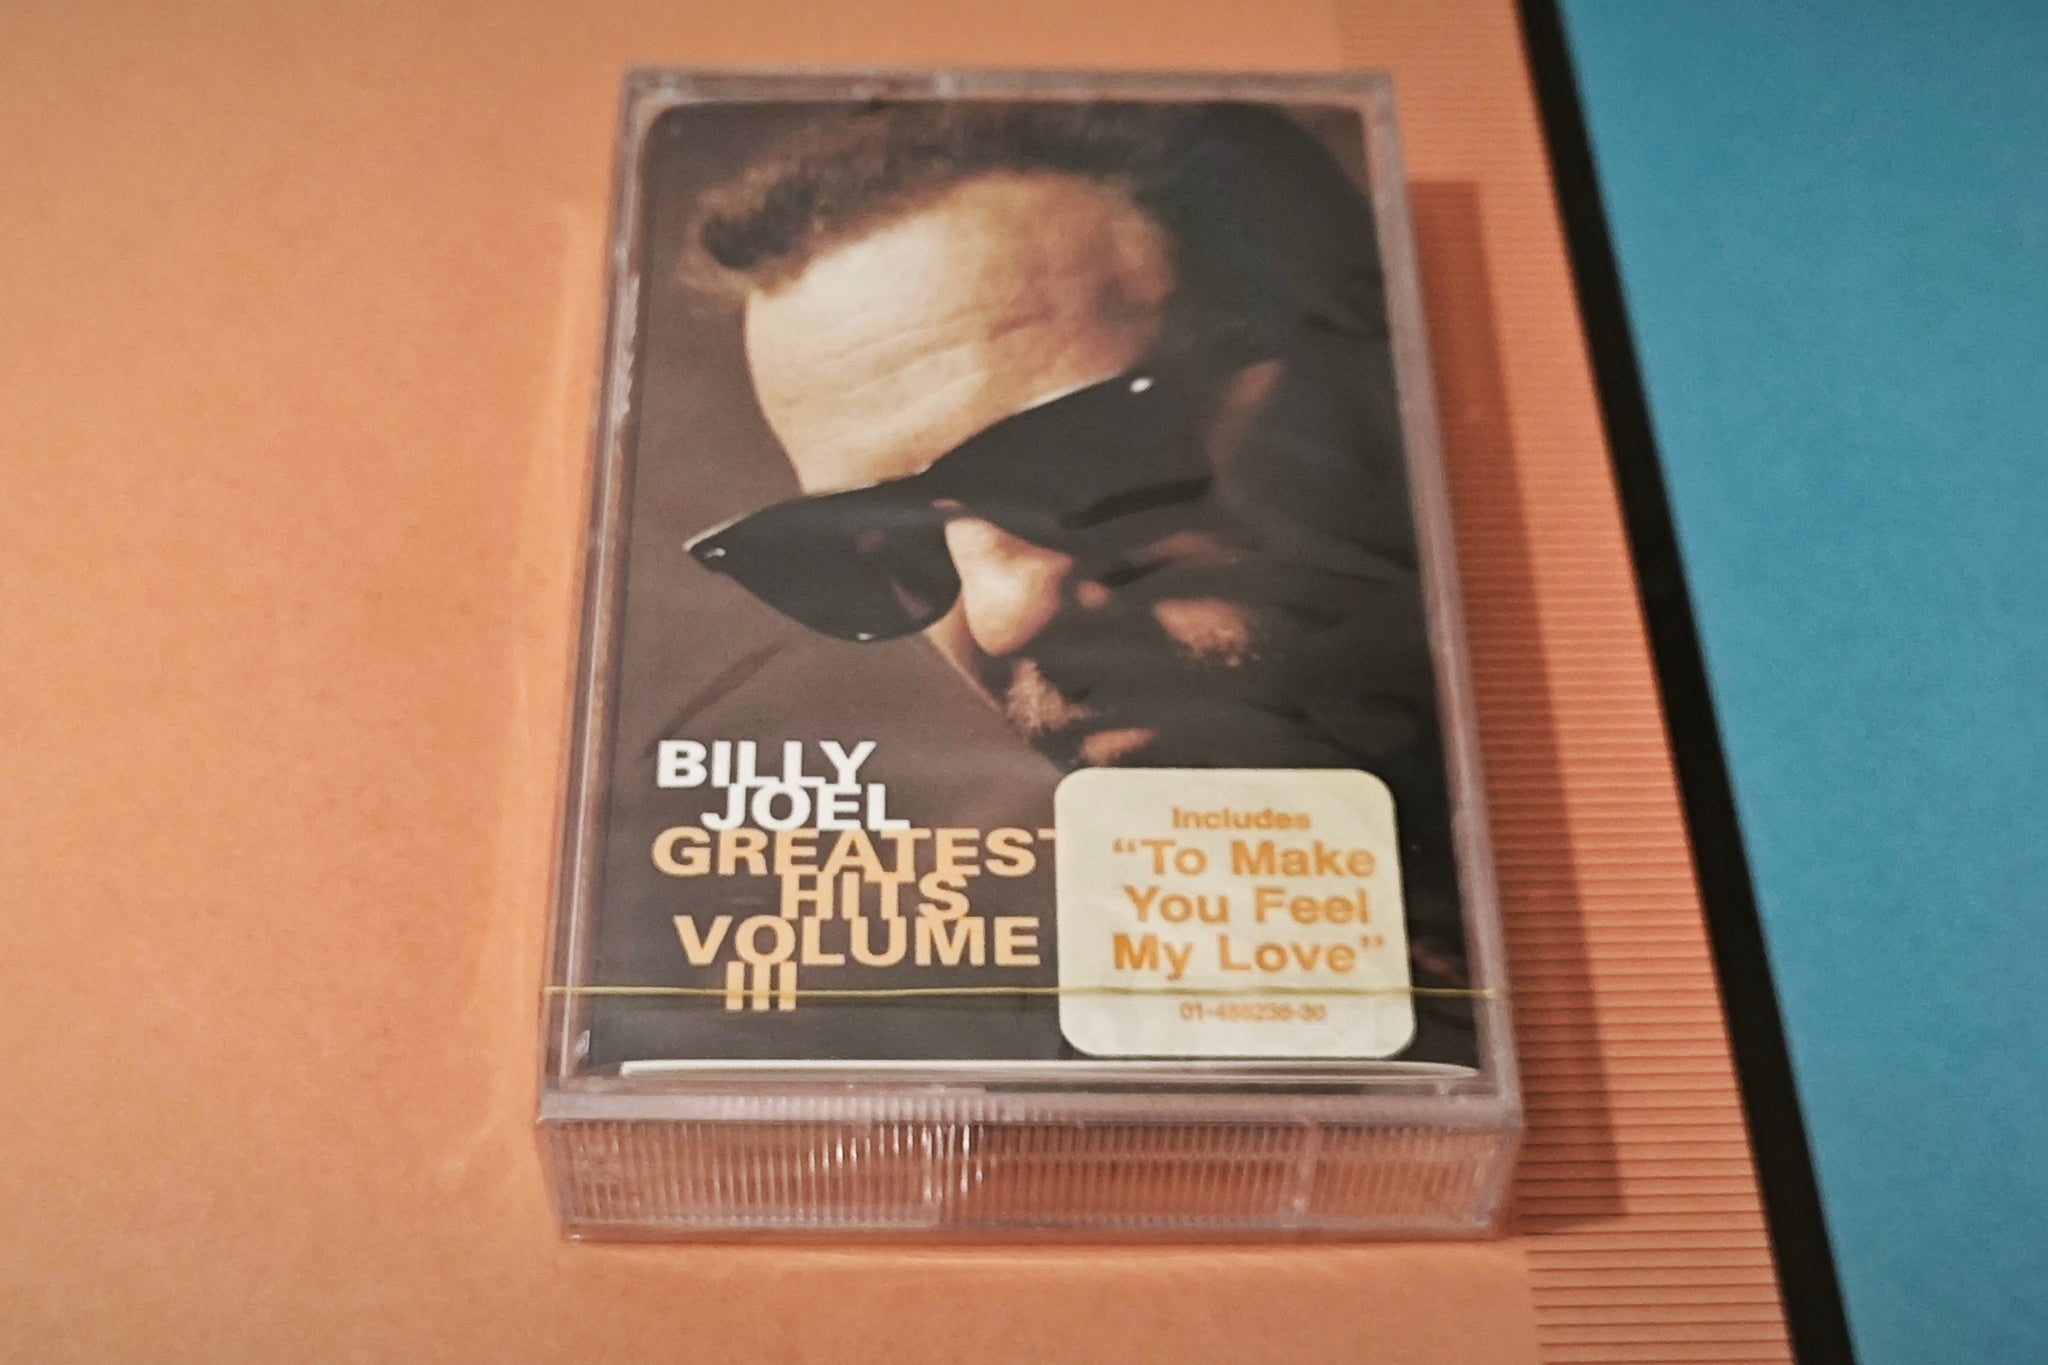 BILLY
JOEL
GREATEST
HITS
VOLUME
III
Includes
“To Make
You Feel
My Love”